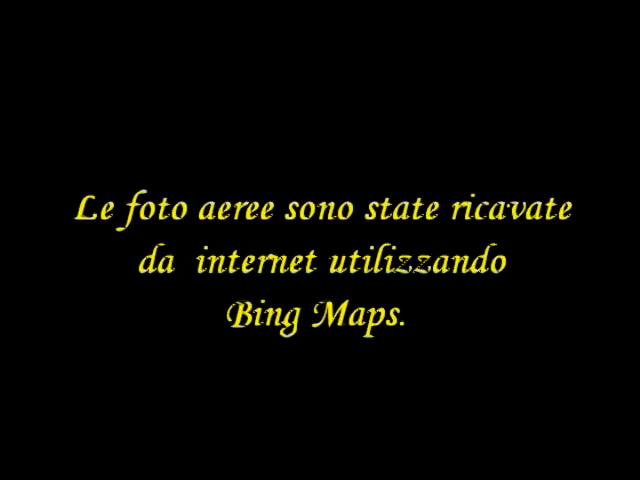 Le foto aeree sono state ricavate
da internet utilizzando
Bing Maps.